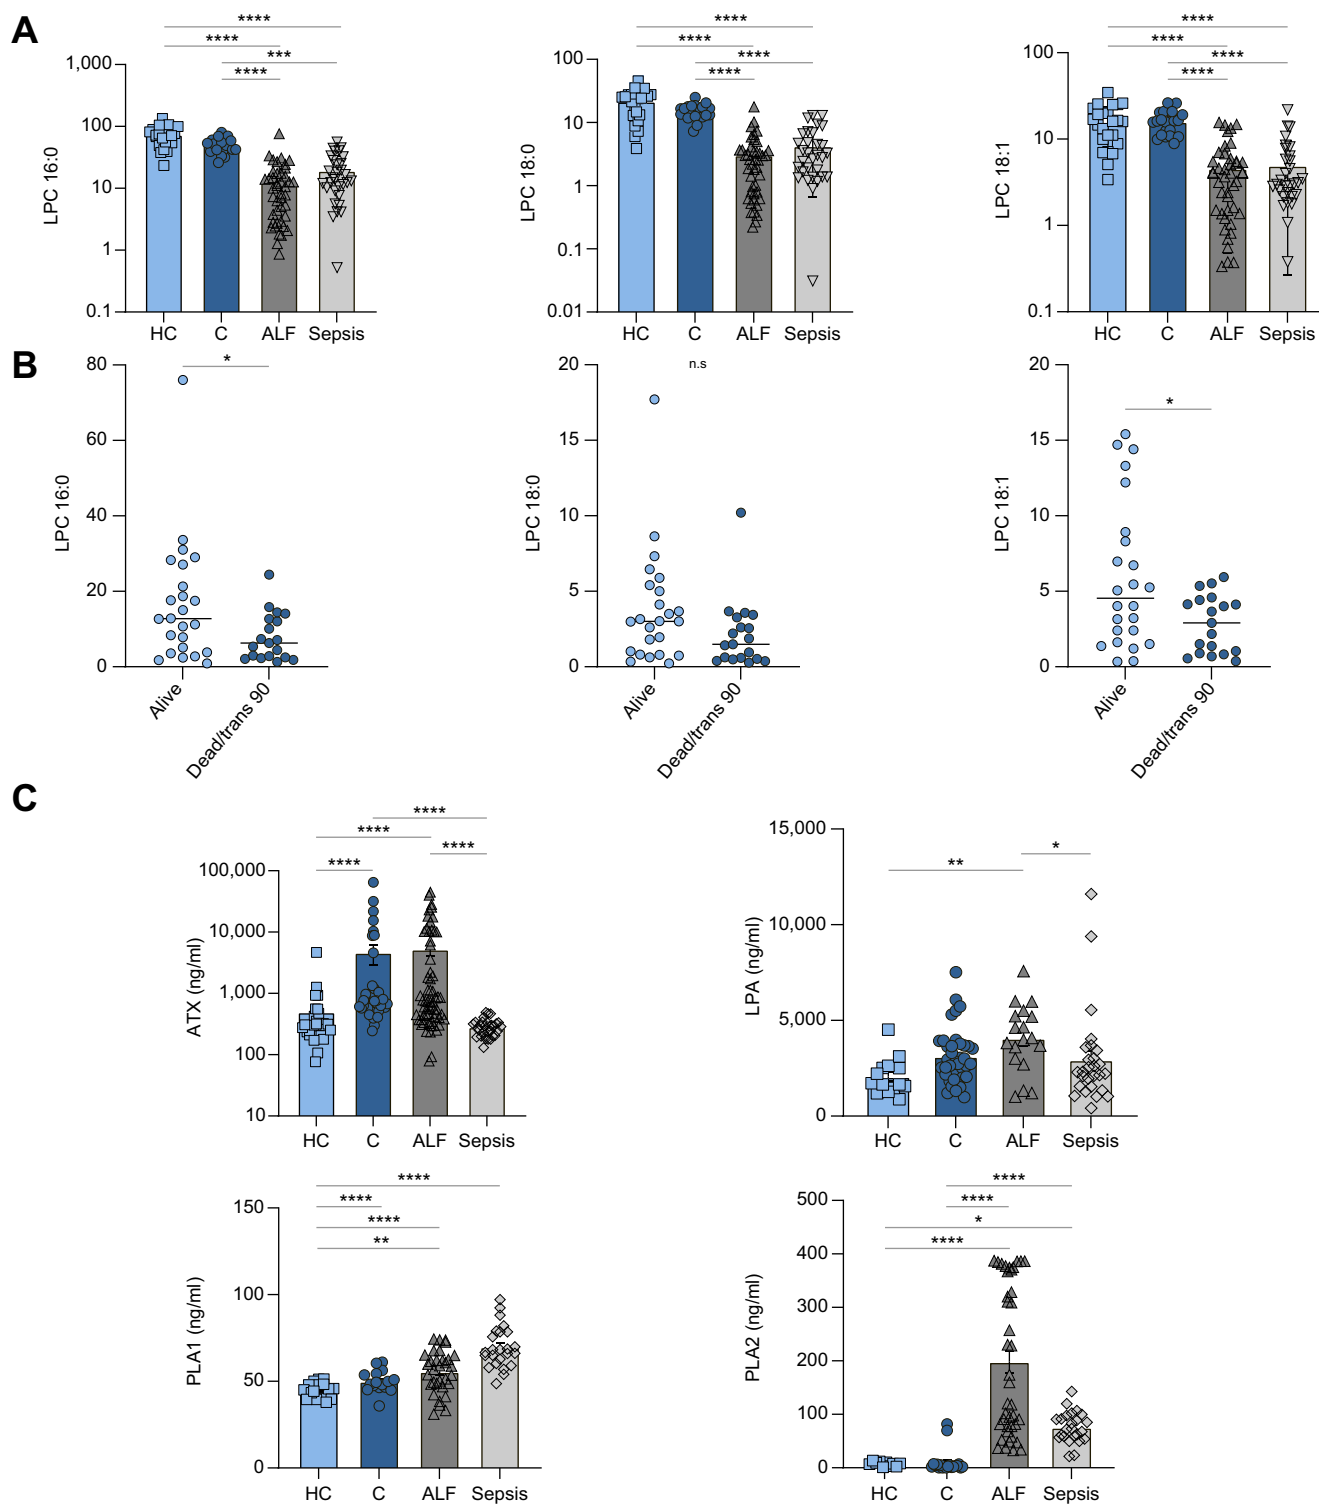 A
**** **** ****
**** **** ****
*** **** ****
**** **** ****
LPC 16:0
1,000
100
10
1
0.1
HC C ALF Sepsis
LPC 18:0
100
10
1
0.1
0.01
HC C ALF Sepsis
LPC 18:1
100
10
1
0.1
HC C ALF Sepsis
B
LPC 16:0
80
60
40
20
0
*
Alive
Dead/trans 90
LPC 18:0
20
15
10
5
0
n.s
Alive
Dead/trans 90
LPC 18:1
20
15
10
5
0
*
Alive
Dead/trans 90
C
****
****
****
****
ATX (ng/ml)
100,000
10,000
1,000
100
10
HC C ALF Sepsis
LPA (ng/ml)
15,000
10,000
5,000
0
**
*
HC C ALF Sepsis
****
****
****
**
PLA1 (ng/ml)
150
100
50
0
HC C ALF Sepsis
****
****
*
****
PLA2 (ng/ml)
500
400
300
200
100
0
HC C ALF Sepsis